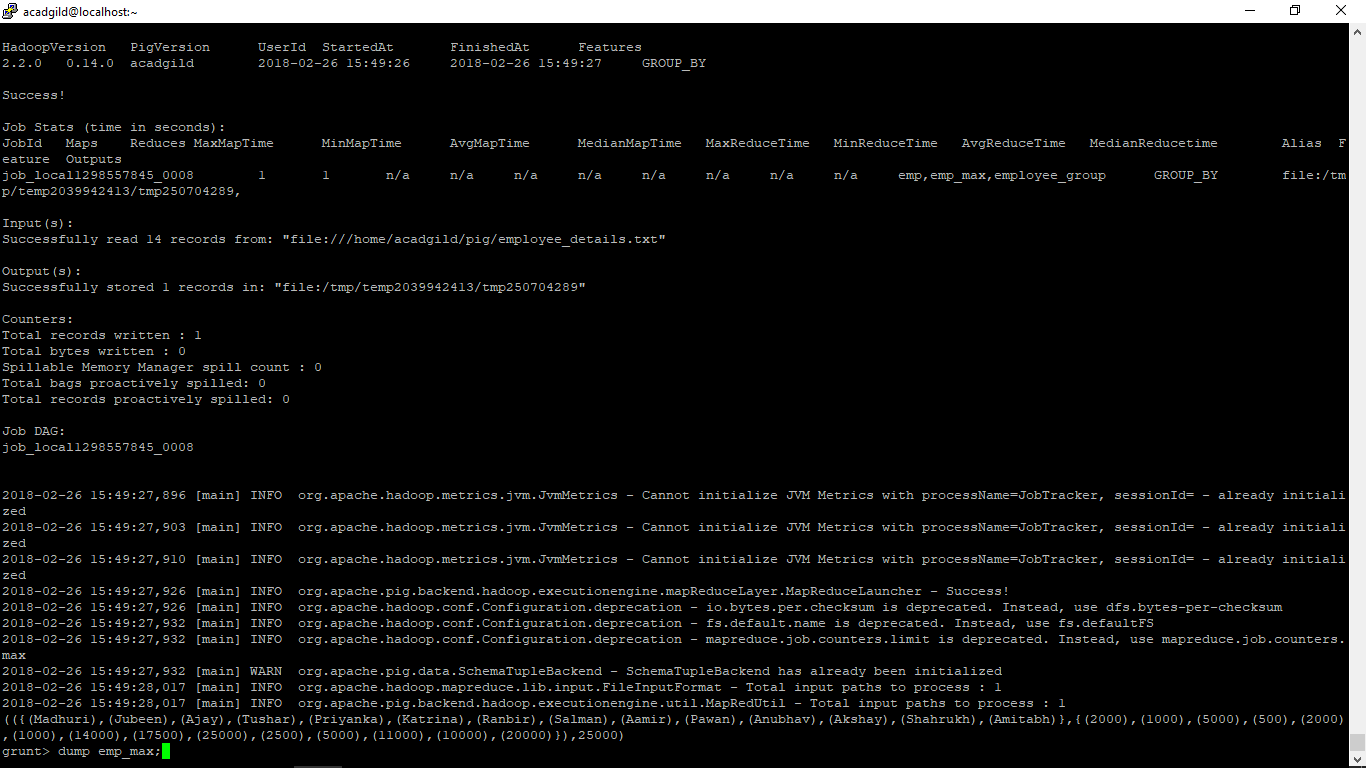 acadgild@localhost:~
HadoopVersion PigVersion UserId StartedAt FinishedAt Features
2.2.0 0.14.0 acadgild 2018-02-26 15:49:26 2018-02-26 15:49:27 GROUP_BY
Success!
Job Stats (time in seconds):
JobId Maps Reduces MaxMapTime MinMapTime AvgMapTime MedianMapTime MaxReduceTime MinReduceTime AvgReduceTime MedianReducetime Alias F
eature Outputs
job_local1298557845_0008 1 1 n/a n/a n/a n/a n/a n/a n/a n/a emp,emp_max,employee_group GROUP_BY file:/tm
p/temp2039942413/tmp250704289,
Input(s):
Successfully read 14 records from: "file:///home/acadgild/pig/employee_details.txt"
Output(s):
Successfully stored 1 records in: "file:/tmp/temp2039942413/tmp250704289"
Counters:
Total records written : 1
Total bytes written : 0
Spillable Memory Manager spill count : 0
Total bags proactively spilled: 0
Total records proactively spilled: 0
Job DAG:
job_local1298557845_0008
2018-02-26 15:49:27,896 [main] INFO org.apache.hadoop.metrics.jvm.JvmMetrics - Cannot initialize JVM Metrics with processName=JobTracker, sessionId= - already initiali
zed
2018-02-26 15:49:27,903 [main] INFO org.apache.hadoop.metrics.jvm.JvmMetrics - Cannot initialize JVM Metrics with processName=JobTracker, sessionId= - already initiali
zed
2018-02-26 15:49:27,910 [main] INFO org.apache.hadoop.metrics.jvm.JvmMetrics - Cannot initialize JVM Metrics with processName=JobTracker, sessionId= - already initiali
zed
2018-02-26 15:49:27,926 [main] INFO org.apache.pig.backend.hadoop.executionengine.mapReduceLayer.MapReduceLauncher - Success!
2018-02-26 15:49:27,926 [main] INFO org.apache.hadoop.conf.Configuration.deprecation - io.bytes.per.checksum is deprecated. Instead, use dfs.bytes-per-checksum
2018-02-26 15:49:27,932 [main] INFO org.apache.hadoop.conf.Configuration.deprecation - fs.default.name is deprecated. Instead, use fs.defaultFS
2018-02-26 15:49:27,932 [main] INFO org.apache.hadoop.conf.Configuration.deprecation - mapreduce.job.counters.limit is deprecated. Instead, use mapreduce.job.counters.
max
2018-02-26 15:49:27,932 [main] WARN org.apache.pig.data.SchemaTupleBackend - SchemaTupleBackend has already been initialized
2018-02-26 15:49:28,017 [main] INFO org.apache.hadoop.mapreduce.lib.input.FileInputFormat - Total input paths to process : 1
2018-02-26 15:49:28,017 [main] INFO org.apache.pig.backend.hadoop.executionengine.util.MapRedUtil - Total input paths to process : 1
(({(Madhuri),(Jubeen),(Ajay),(Tushar),(Priyanka),(Katrina),(Ranbir),(Salman),(Aamir),(Pawan),(Anubhav),(Akshay),(Shahrukh),(Amitabh)},{(2000),(1000),(5000),(500),(2000)
,(1000),(14000),(17500),(25000),(2500),(5000),(11000),(10000),(20000)}),25000)
grunt> dump emp_max;